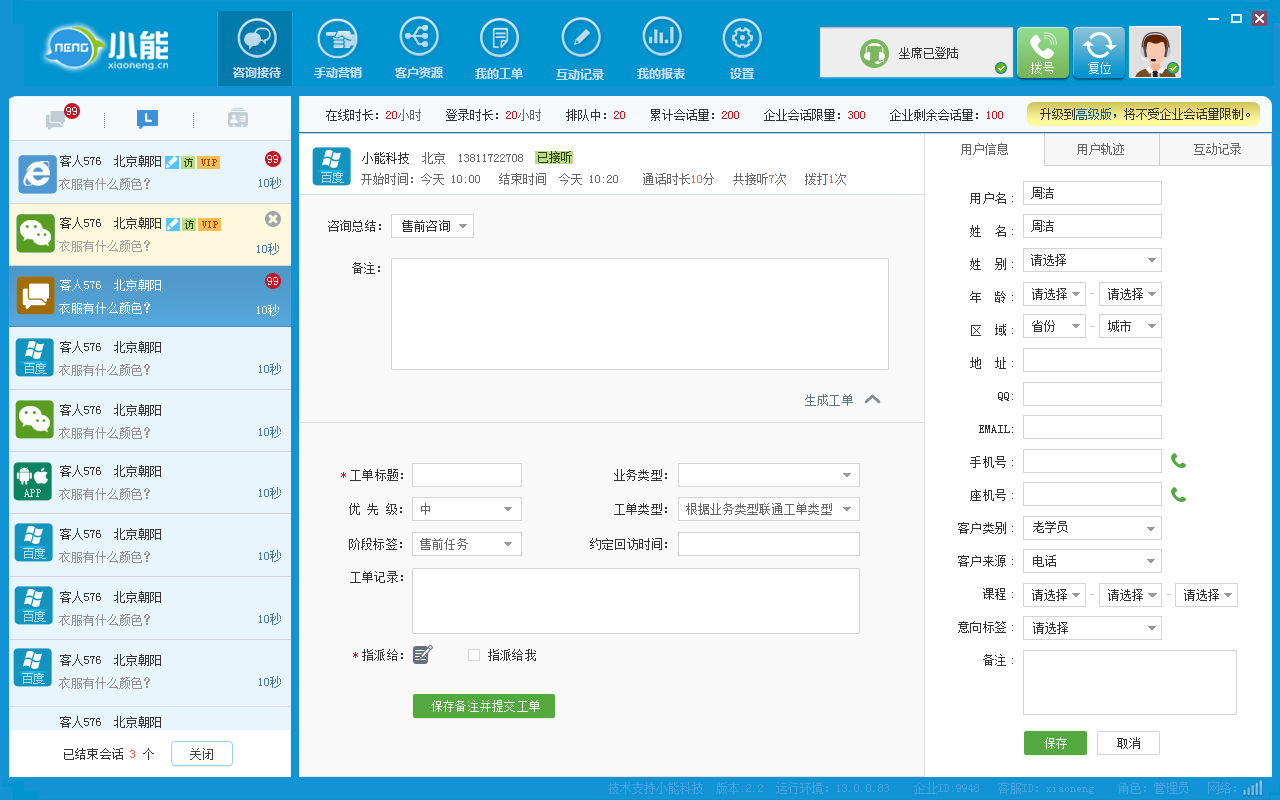 NENG 小能
xiaoneng.cn
咨询接待 手动营销 客户资源 我的工单 互动记录 我的报表 设置
坐席已登陆 拨号 复位
99
在线时长：20小时 登录时长：20小时 排队中：20 累计会话量：200 企业会话限量：300 企业剩余会话量：100 升级到高级版，将不受企业会话量限制。
客人576 北京朝阳 访 VIP 99
衣服有什么颜色？ 10秒
客人576 北京朝阳 访 VIP
衣服有什么颜色？ 10秒
客人576 北京朝阳 99
衣服有什么颜色？ 10秒
客人576 北京朝阳
百度 衣服有什么颜色？ 10秒
客人576 北京朝阳
衣服有什么颜色？ 10秒
客人576 北京朝阳
APP 衣服有什么颜色？ 10秒
客人576 北京朝阳
百度 衣服有什么颜色？ 10秒
客人576 北京朝阳
百度 衣服有什么颜色？ 10秒
客人576 北京朝阳
百度 衣服有什么颜色？ 10秒
客人576 北京朝阳
已结束会话 3 个 关闭
百度
小能科技 北京 13811722708 已接听
开始时间：今天 10:00 结束时间 今天 10:20 通话时长10分 共接听7次 拨打1次
咨询总结： 售前咨询
备注：
生成工单
*工单标题： 业务类型：
优 先 级： 中 工单类型： 根据业务类型联通工单类型
阶段标签： 售前任务 约定回访时间：
工单记录：
*指派给： 指派给我
保存备注并提交工单
用户信息 用户轨迹 互动记录
用户名： 周洁
姓 名： 周洁
姓 别： 请选择
年 龄： 请选择 - 请选择
区 域： 省份 - 城市
地 址：
QQ:
EMAIL:
手机号：
座机号：
客户类别： 老学员
客户来源： 电话
课程： 请选择 - 请选择 - 请选择
意向标签： 请选择
备注：
保存 取消
技术支持小能科技 版本：2.2 运行环境：13.0.0.83 企业ID:9948 客服ID：xiaoneng 角色：管理员 网络：